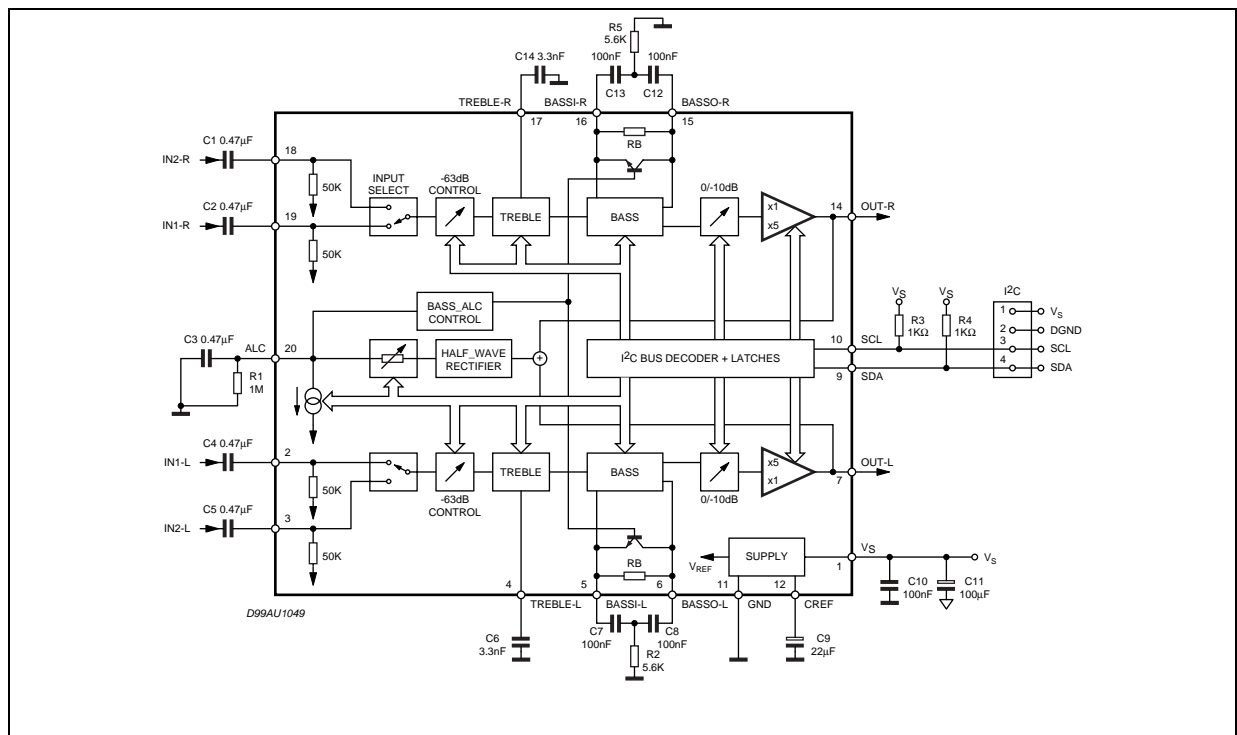 R5
5.6K
C14 3.3nF
100nF
100nF
C13
C12
TREBLE-R
BASSI-R
BASSO-R
17
16
15
RB
C1 0.47µF
18
IN2-R
50K
INPUT
SELECT
-63dB
CONTROL
0/-10dB
C2 0.47µF
19
IN1-R
50K
TREBLE
BASS
x1
x5
14
OUT-R
BASS_ALC
CONTROL
VS
VS
I2C
R3
1KΩ
R4
1KΩ
1
VS
2
DGND
3
SCL
4
SDA
C3 0.47µF
ALC
20
R1
1M
HALF_WAVE
RECTIFIER
+
I2C BUS DECODER + LATCHES
10
SCL
9
SDA
C4 0.47µF
2
IN1-L
50K
TREBLE
BASS
x5
x1
7
OUT-L
C5 0.47µF
3
IN2-L
50K
-63dB
CONTROL
0/-10dB
RB
VREF
SUPPLY
VS
1
VS
C10
100nF
C11
100µF
4
5
6
11
12
TREBLE-L
BASSI-L
BASSO-L
GND
CREF
D99AU1049
C6
3.3nF
C7
100nF
C8
100nF
R2
5.6K
C9
22µF